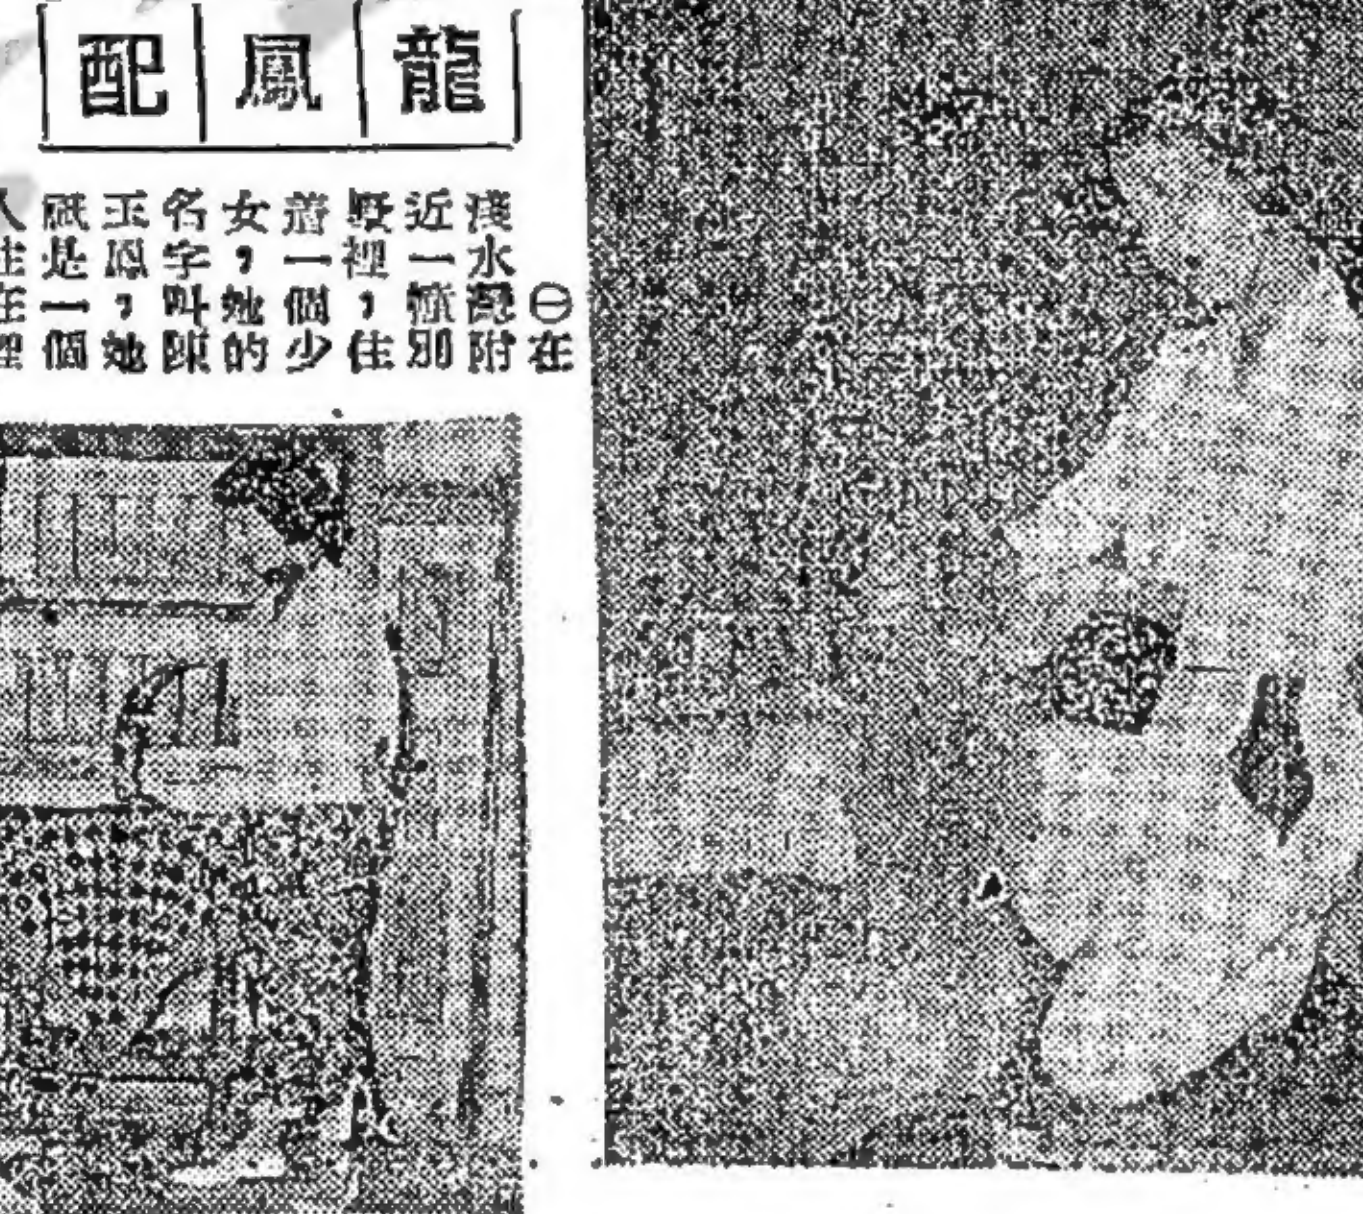 龍鳳配
㊀在
淺水灣附
近一幢別
墅裡，住
着一個少
女，她的
名字叫陳
玉鳳，她
祇是一個
人住在裡